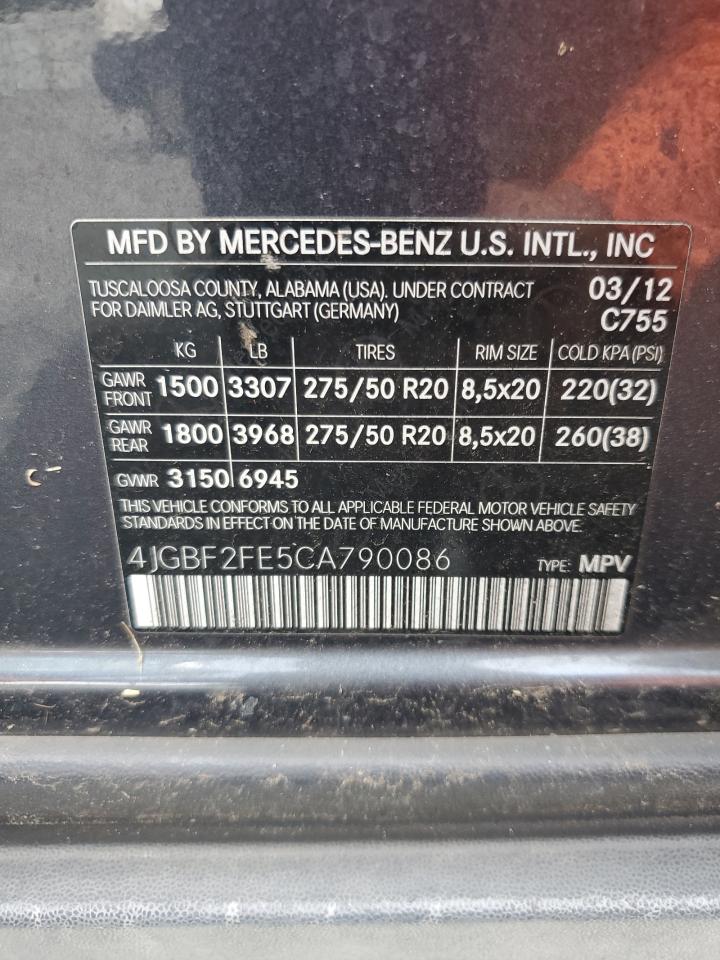 MFD BY MERCEDES-BENZ U.S. INTL., INC
TUSCALOOSA COUNTY, ALABAMA (USA). UNDER CONTRACT 03/12
FOR DAIMLER AG, STUTTGART (GERMANY) C755
KG LB TIRES RIM SIZE COLD KPA (PSI)
GAWR FRONT 1500 3307 275/50 R20 8,5x20 220(32)
GAWR REAR 1800 3968 275/50 R20 8,5x20 260(38)
GVWR 3150 6945
THIS VEHICLE CONFORMS TO ALL APPLICABLE FEDERAL MOTOR VEHICLE SAFETY
STANDARDS IN EFFECT ON THE DATE OF MANUFACTURE SHOWN ABOVE.
4JGBF2FE5CA790086 TYPE: MPV